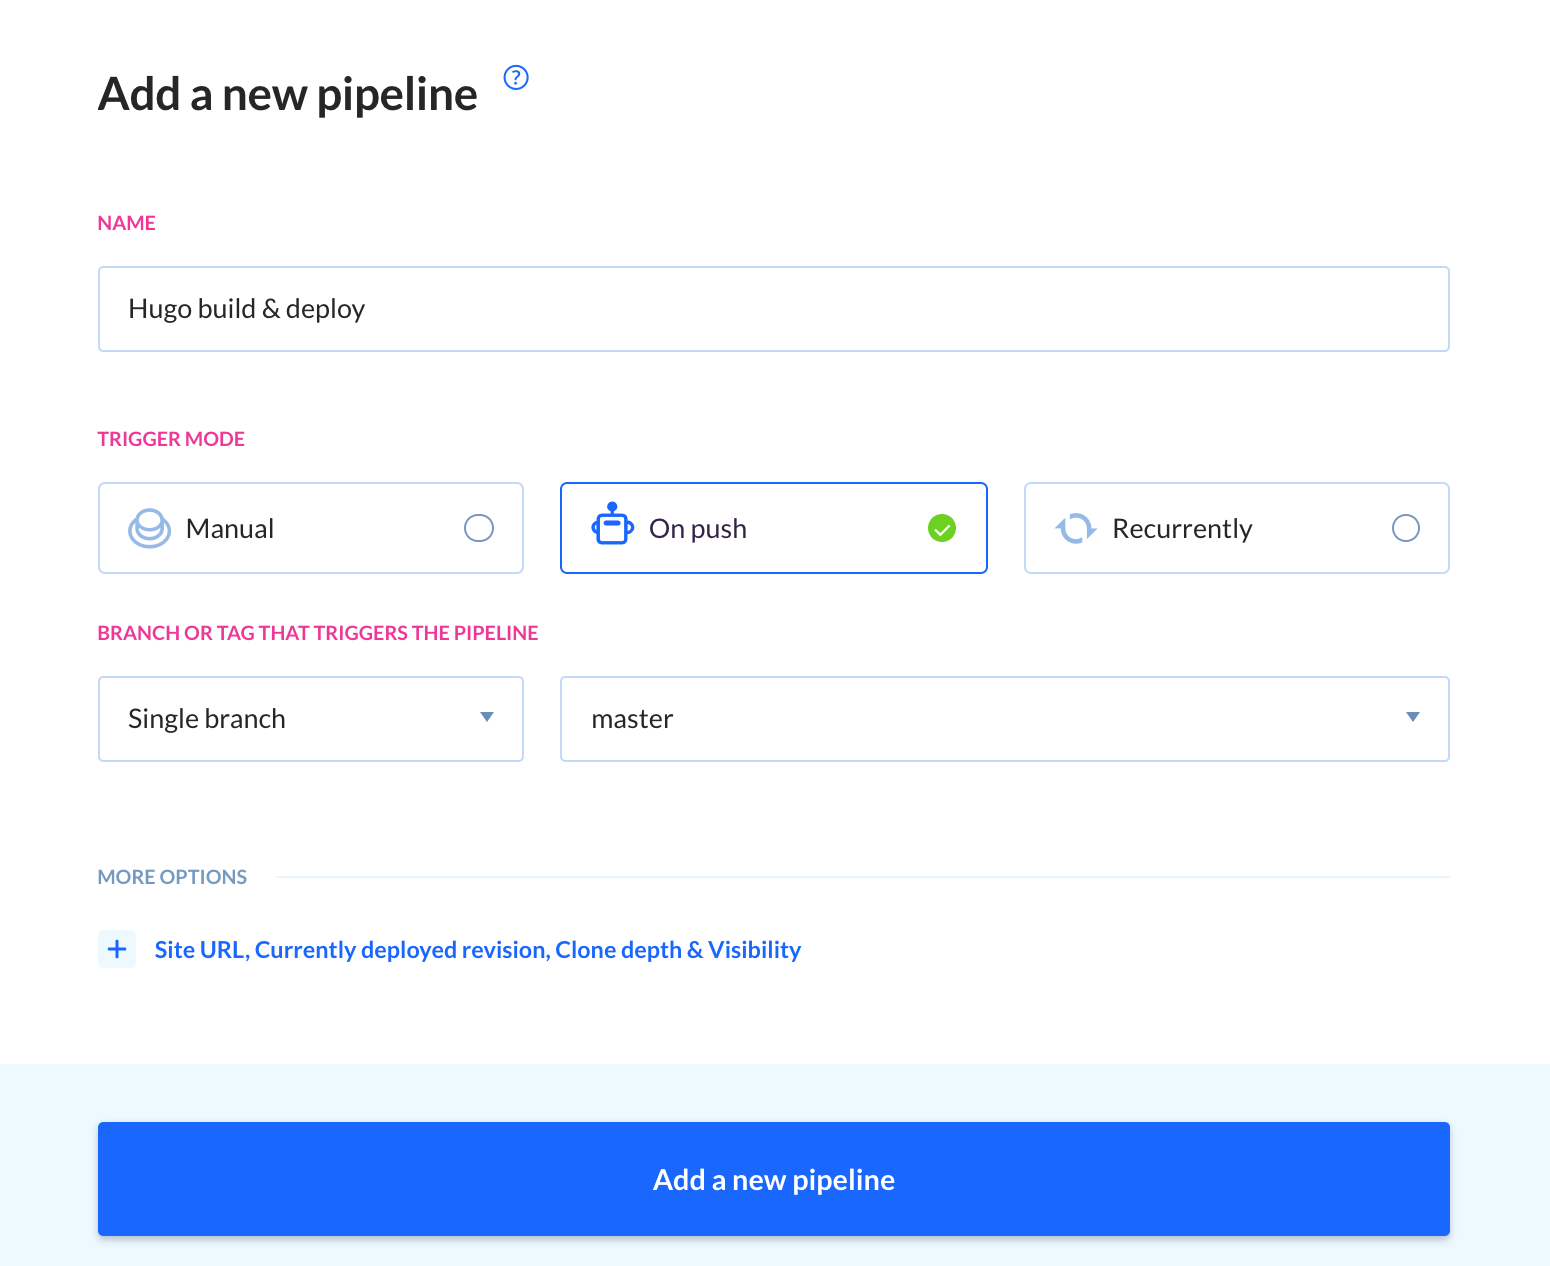 Add a new pipeline ?
NAME
Hugo build & deploy
TRIGGER MODE
Manual
On push
Recurrently
BRANCH OR TAG THAT TRIGGERS THE PIPELINE
Single branch
master
MORE OPTIONS
Site URL, Currently deployed revision, Clone depth & Visibility
Add a new pipeline